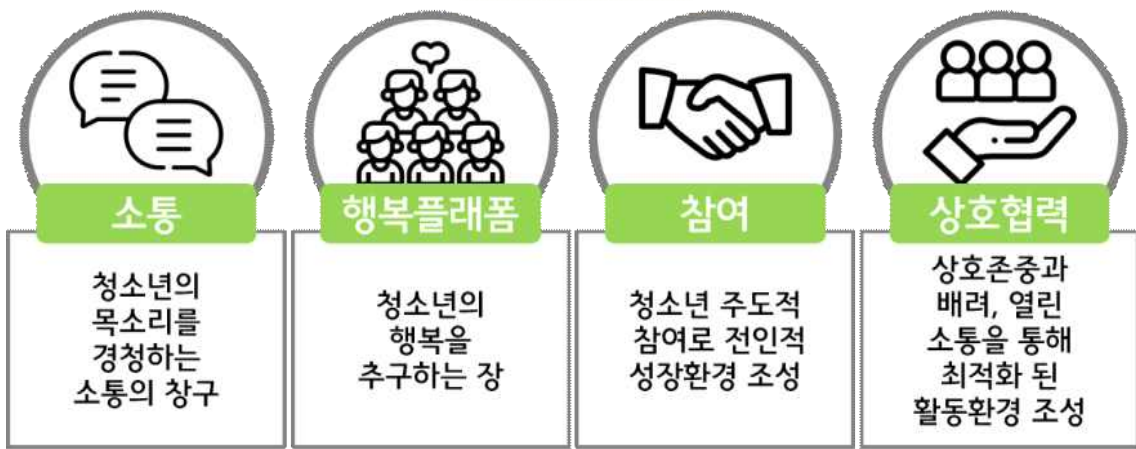 소통
청소년의
목소리를
경청하는
소통의 창구
행복플래폼
청소년의
행복을
추구하는 장
참여
청소년 주도적
참여로 전인적
성장환경 조성
상호협력
상호존중과
배려, 열린
소통을 통해
최적화 된
활동환경 조성